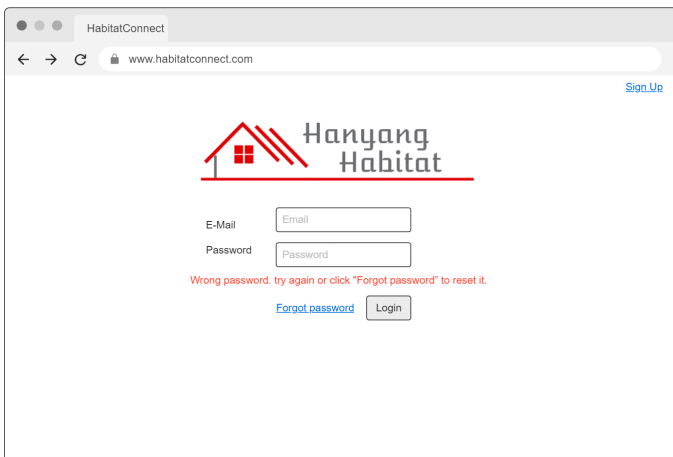 HabitatConnect
www.habitatconnect.com
Sign Up
Hanyang
Habitat
E-Mail
Email
Password
Password
Wrong password. try again or click "Forgot password" to reset it.
Forgot password
Login